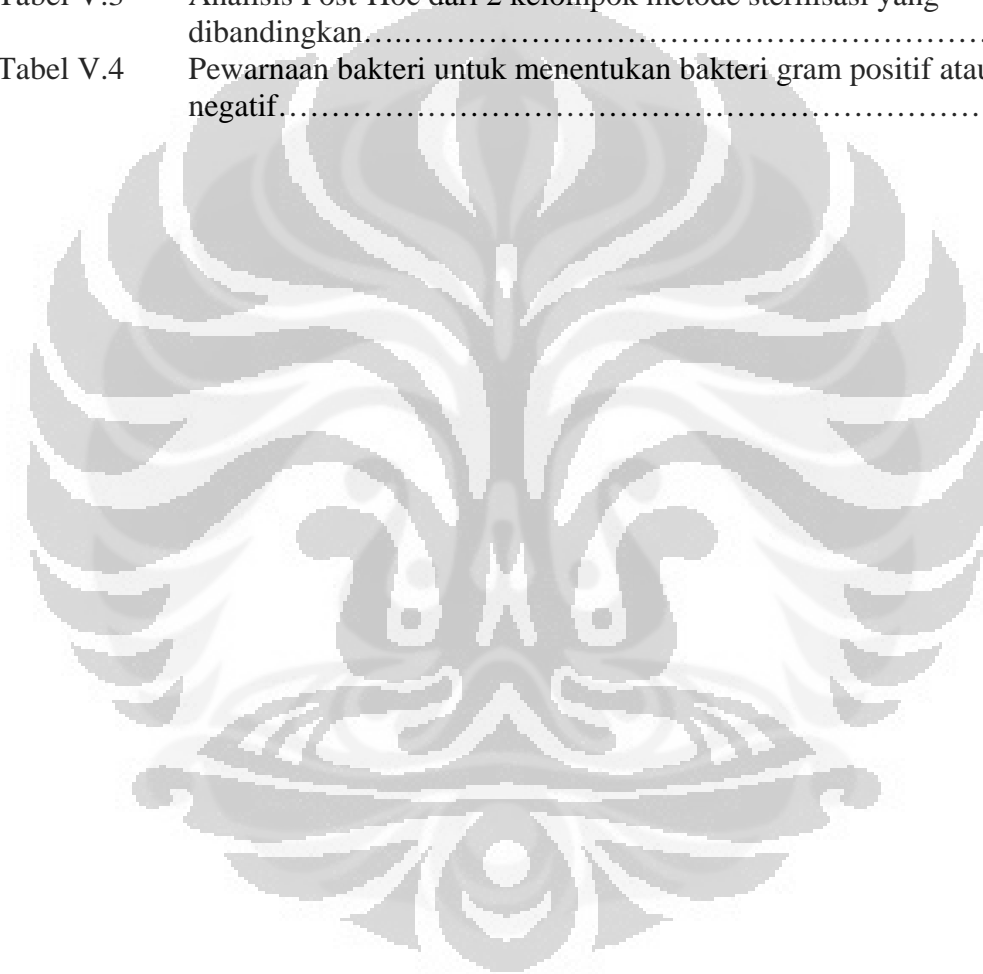 Tabel V.3 Analisis Post-Hoc dari 2 kelompok metode sterilisasi yang
dibandingkan…..…………………………………………………………
Tabel V.4 Pewarnaan bakteri untuk menentukan bakteri gram positif atau
negatif……………………………………………………………………